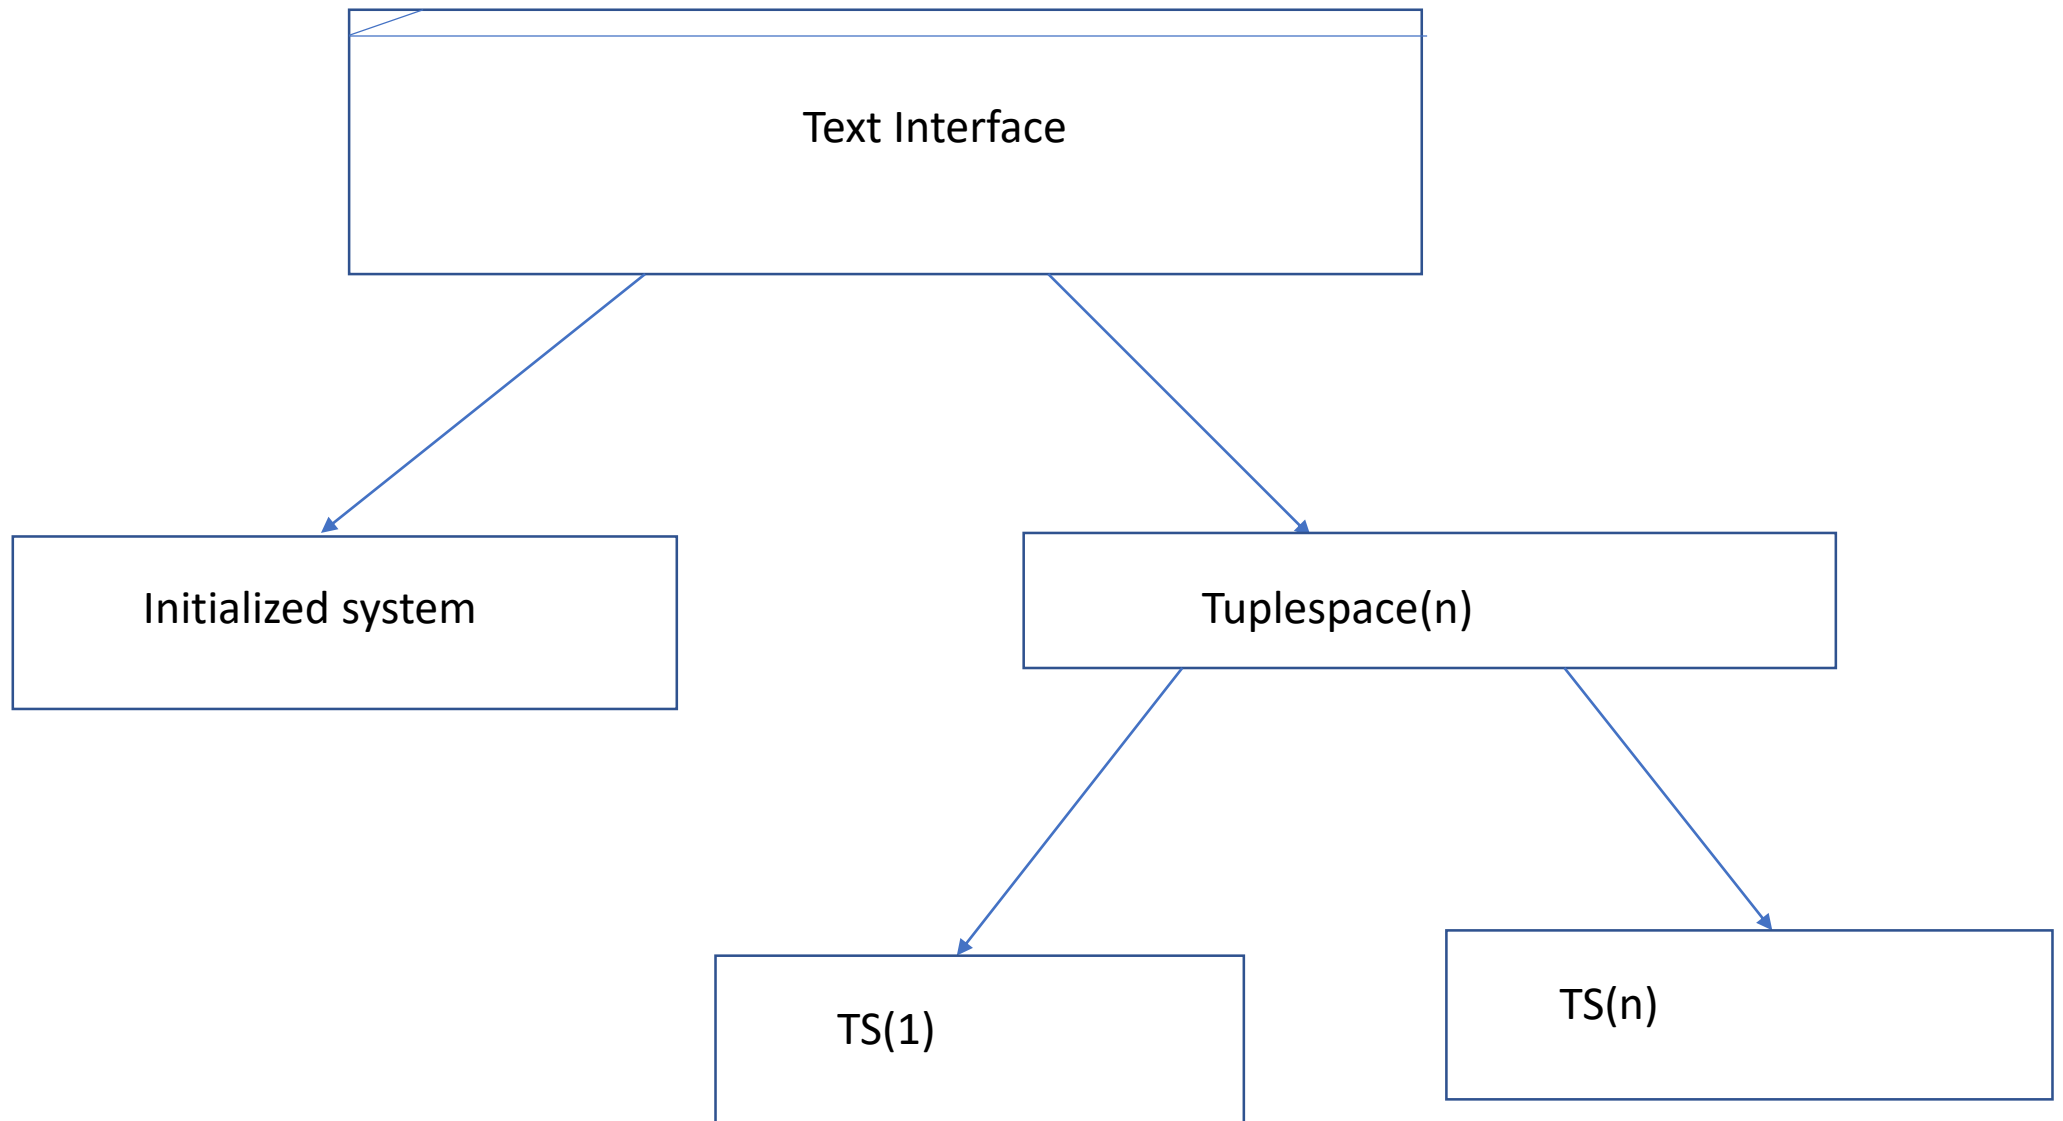 Text Interface
Initialized system
Tuplespace(n)
TS(1)
TS(n)